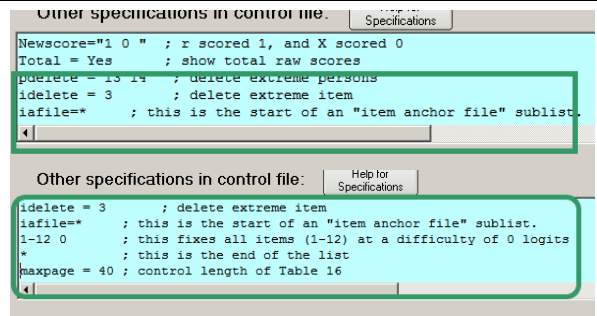 Other specifications in control file:
Help for
Specifications
Newscore="1 0 " ; r scored 1, and X scored 0
Total = Yes ; show total raw scores
pdelete = 13 14 ; delete extreme persons
idelete = 3 ; delete extreme item
iafile=* ; this is the start of an "item anchor file" sublist.
Other specifications in control file:
Help for
Specifications
idelete = 3 ; delete extreme item
iafile=* ; this is the start of an "item anchor file" sublist.
1-12 0 ; this fixes all items (1-12) at a difficulty of 0 logits
* ; this is the end of the list
maxpage = 40 ; control length of Table 16